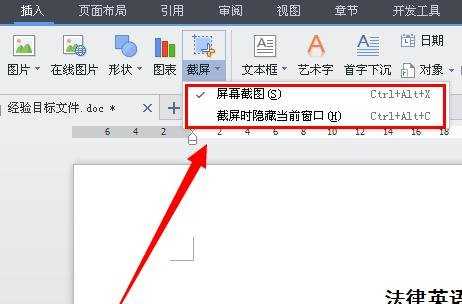 插入 页面布局 引用 审阅 视图 章节 开发工具
日期
图片 在线图片 形状 图表 截屏 文本框 艺术字 首字下沉 对象
屏幕截图(S) Ctrl+Alt+X
经验目标文件.doc *
截屏时隐藏当前窗口(H) Ctrl+Alt+C
6 4 2 2 4 6 8 10 12 14 16 18
法律英语